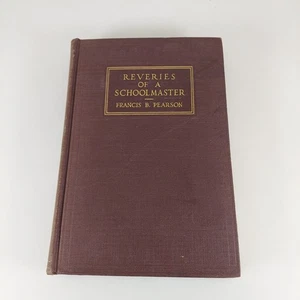 REVERIES
OF A
SCHOOLMASTER
FRANCIS B. PEARSON